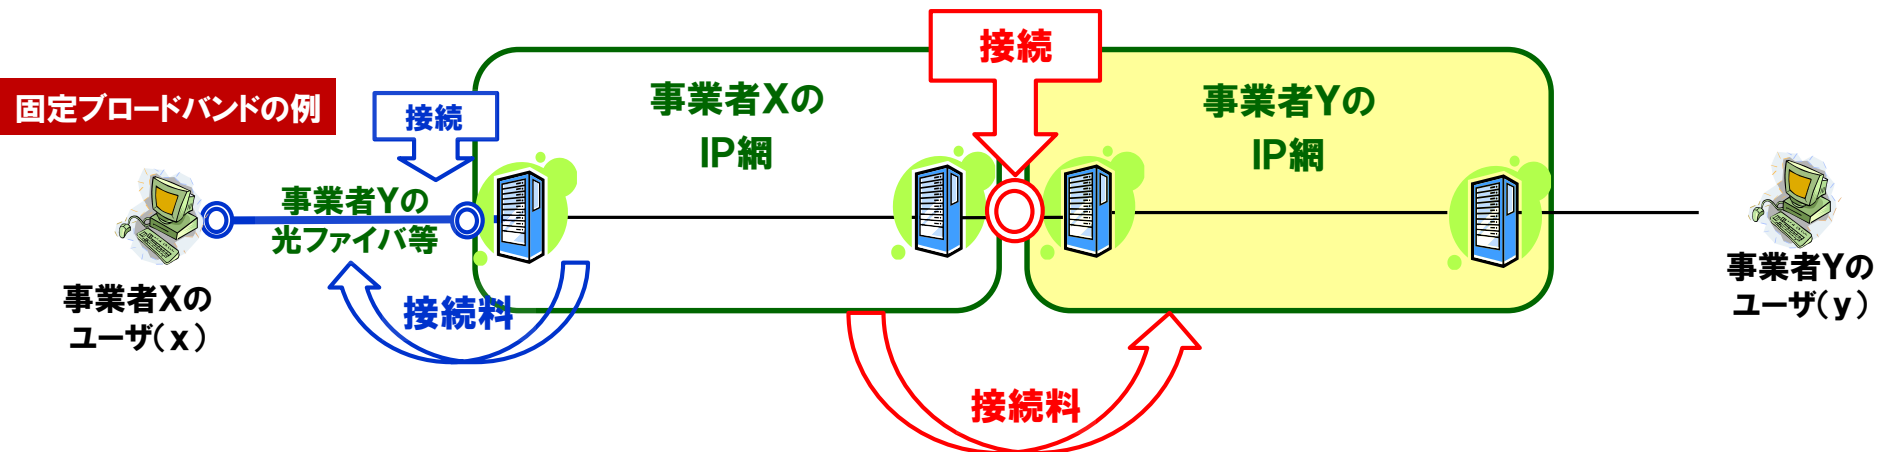 固定ブロードバンドの例
接続
接続
事業者Xの
IP網
事業者Yの
IP網
事業者Yの
光ファイバ等
事業者Xの
ユーザ(x)
接続料
接続料
事業者Yの
ユーザ(y)